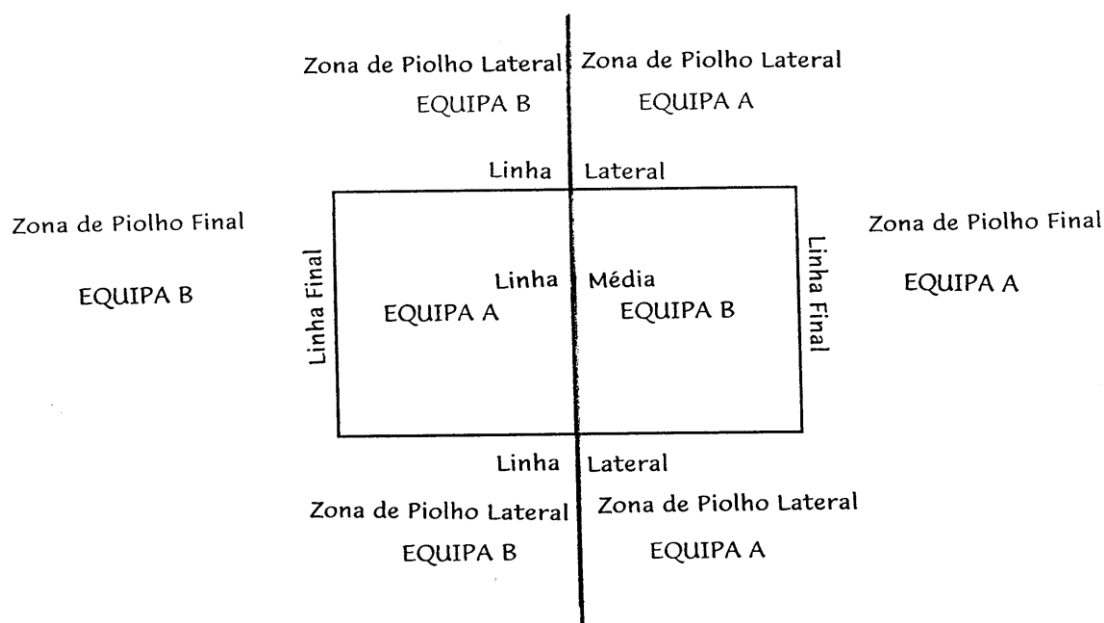 Zona de Piolho Lateral Zona de Piolho Lateral
EQUIPA B EQUIPA A
Linha Lateral
Zona de Piolho Final Zona de Piolho Final
EQUIPA B EQUIPA A
Linha Final
Linha Média
EQUIPA A EQUIPA B
Linha Final
Linha Lateral
Zona de Piolho Lateral Zona de Piolho Lateral
EQUIPA B EQUIPA A